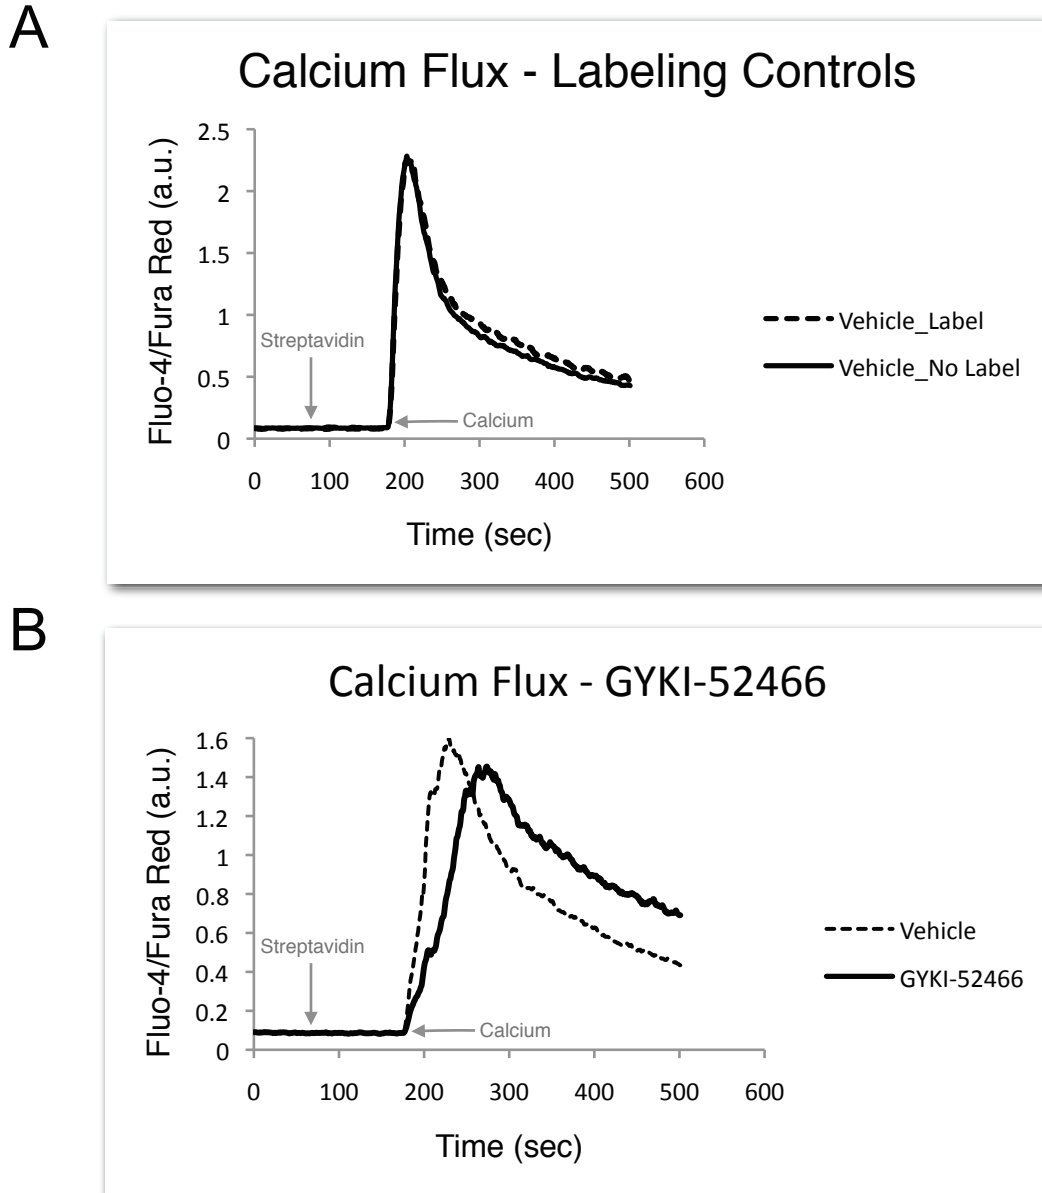 A
Calcium Flux - Labeling Controls
Fluo-4/Fura Red (a.u.)
2.5
2
1.5
1
0.5
0
Streptavidin
Calcium
Vehicle_Label
Vehicle_No Label
0 100 200 300 400 500 600
Time (sec)
B
Calcium Flux - GYKI-52466
Fluo-4/Fura Red (a.u.)
1.6
1.4
1.2
1
0.8
0.6
0.4
0.2
0
Streptavidin
Calcium
Vehicle
GYKI-52466
0 100 200 300 400 500 600
Time (sec)